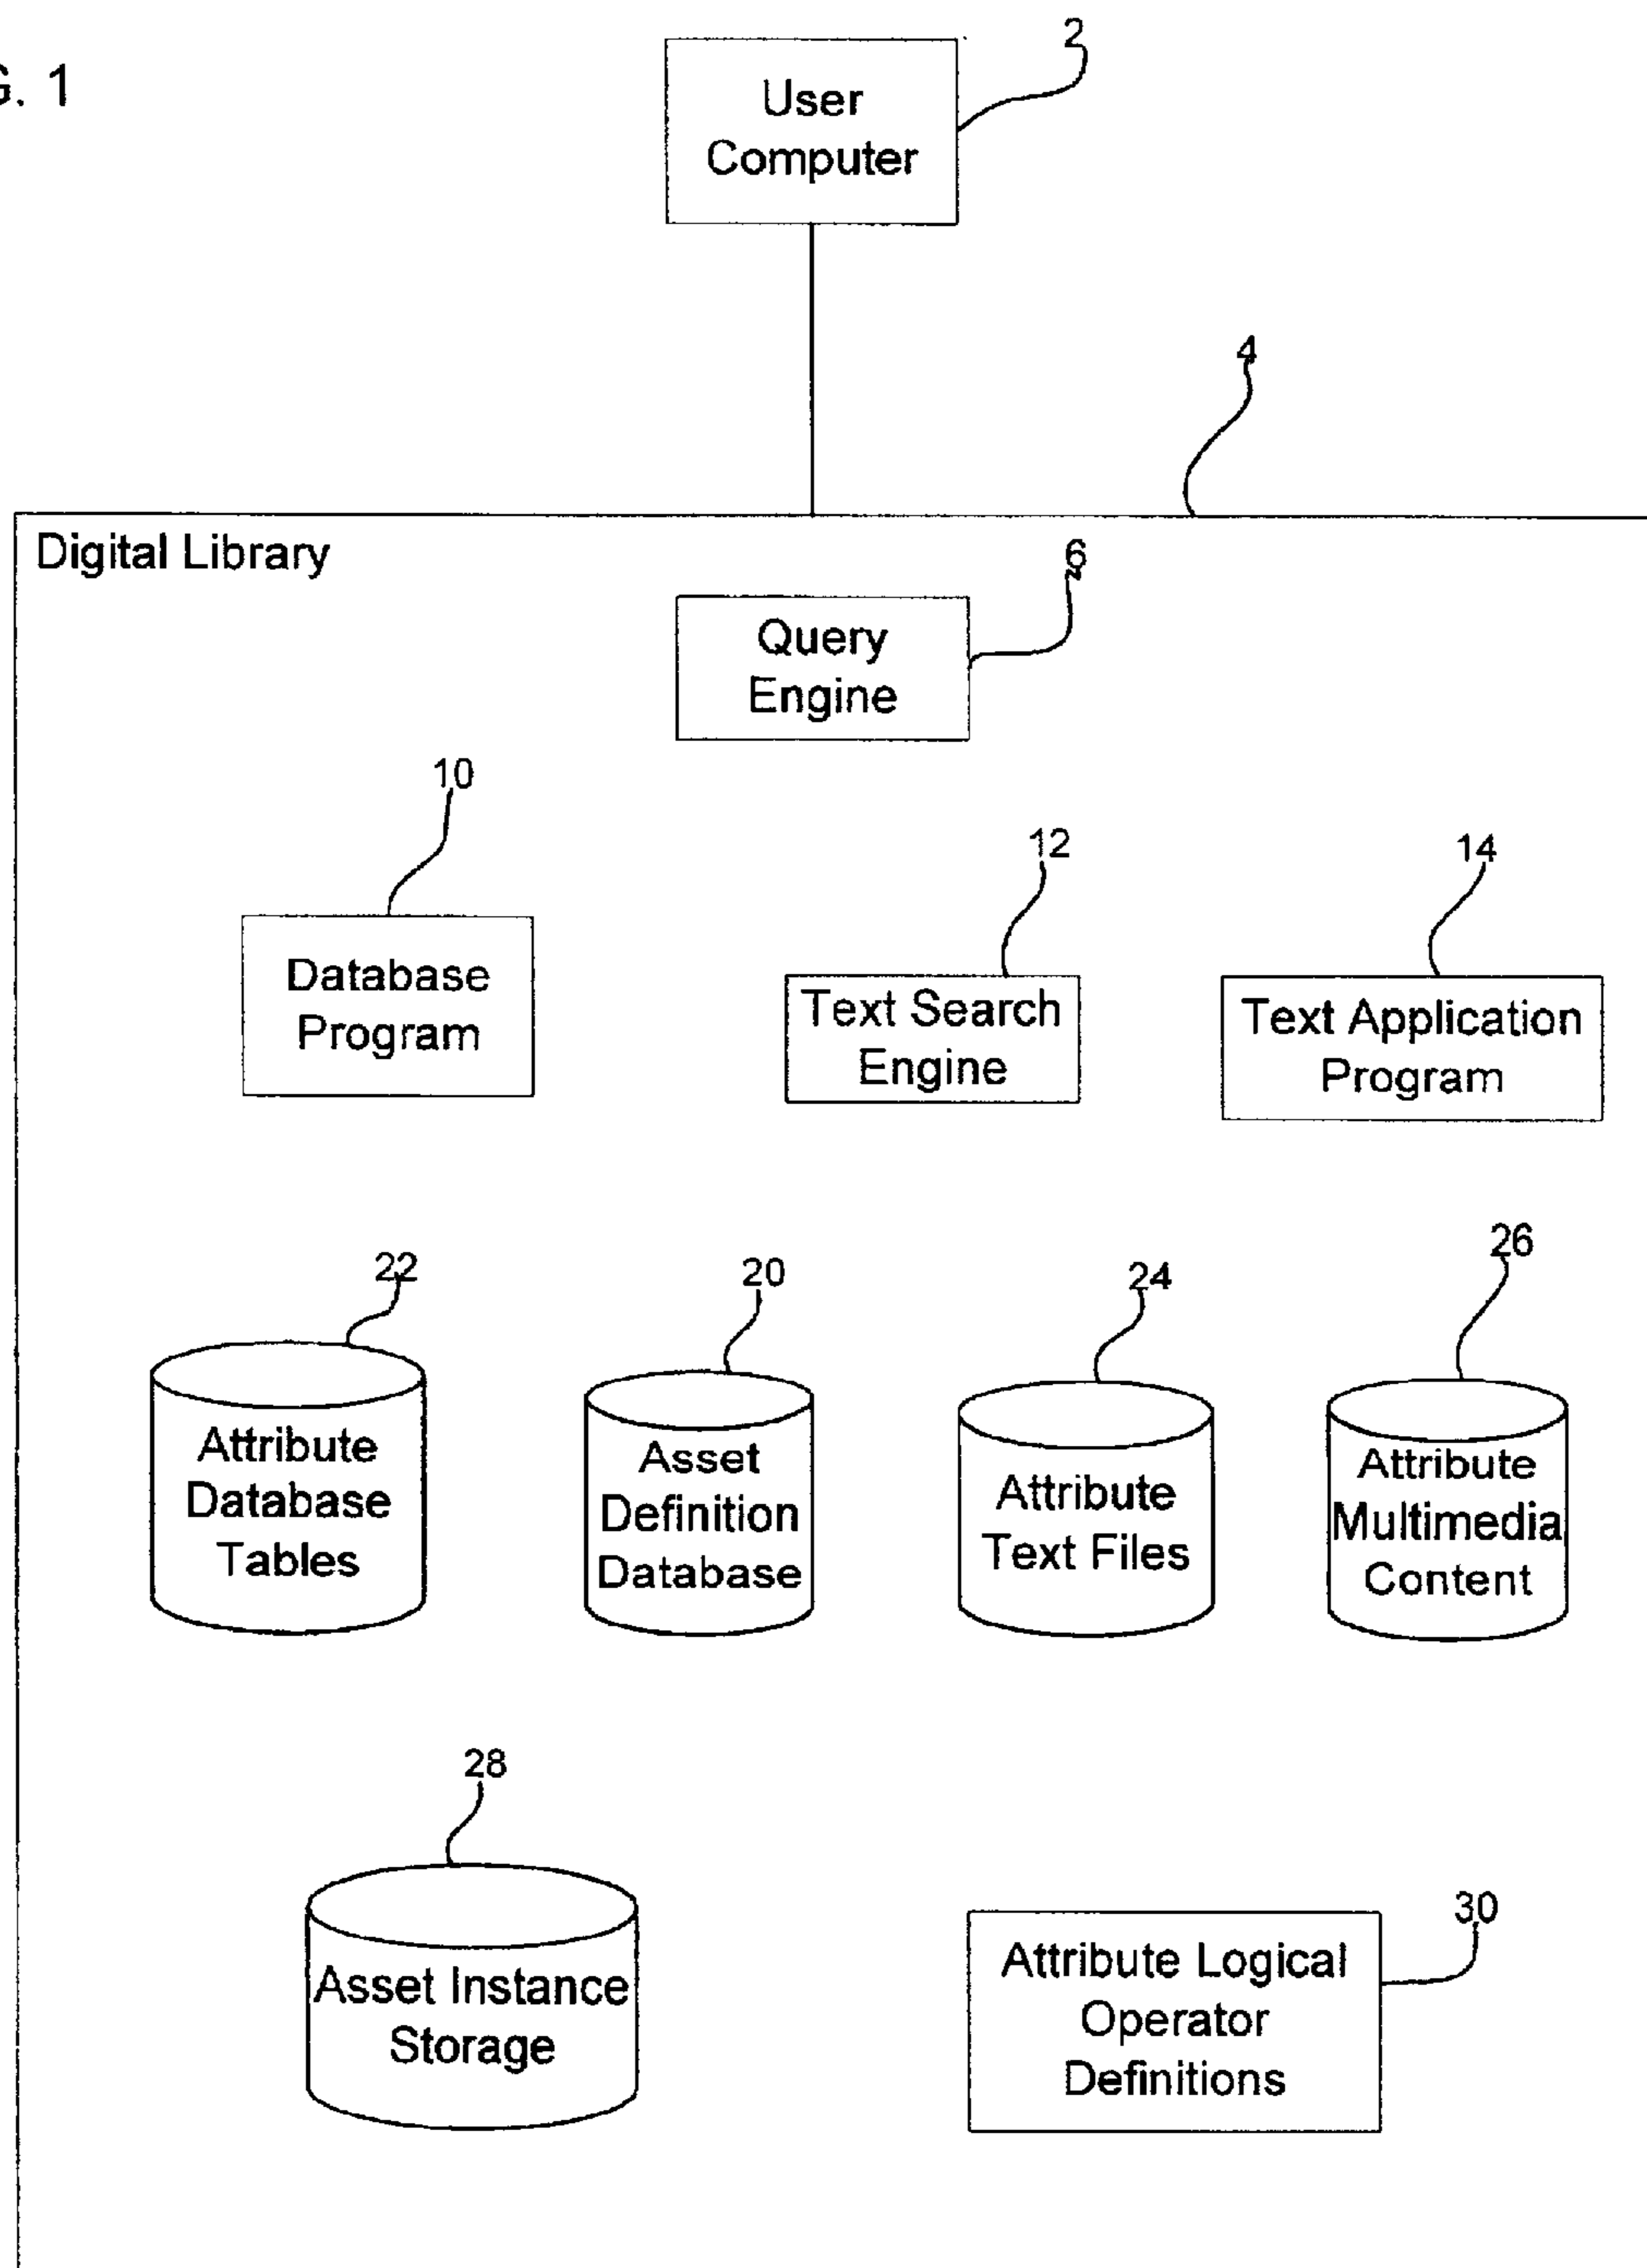 G. 1
2
User
Computer
4
Digital Library
6
Query
Engine
10
12
14
Database
Program
Text Search
Engine
Text Application
Program
22
20
24
26
Attribute
Database
Tables
Asset
Definition
Database
Attribute
Text Files
Attribute
Multimedia
Content
28
30
Asset Instance
Storage
Attribute Logical
Operator
Definitions